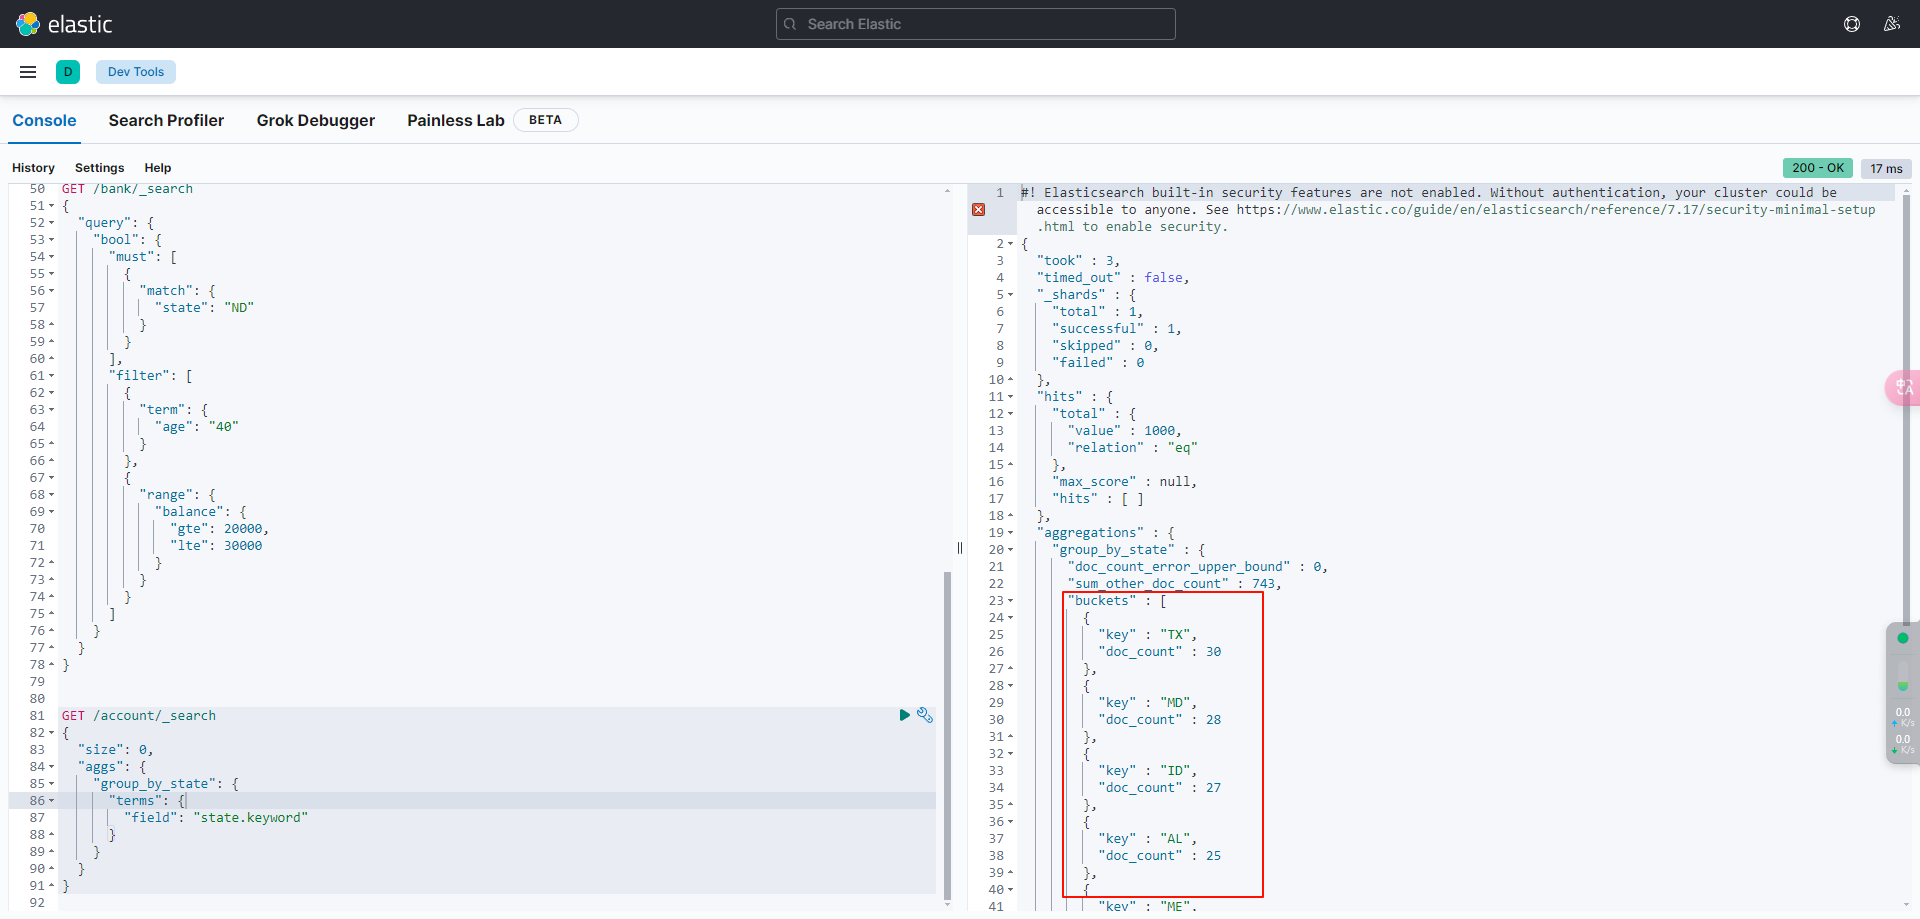 elastic
Search Elastic
D
Dev Tools
Console
Search Profiler
Grok Debugger
Painless Lab
BETA
History
Settings
Help
200 - OK
17 ms
50 GET /bank/_search
51 {
52 "query": {
53 "bool": {
54 "must": [
55 {
56 "match": {
57 "state": "ND"
58 }
59 }
60 ],
61 "filter": [
62 {
63 "term": {
64 "age": "40"
65 }
66 },
67 {
68 "range": {
69 "balance": {
70 "gte": 20000,
71 "lte": 30000
72 }
73 }
74 }
75 ]
76 }
77 }
78 }
79
80
81 GET /account/_search
82 {
83 "size": 0,
84 "aggs": {
85 "group_by_state": {
86 "terms": {
87 "field": "state.keyword"
88 }
89 }
90 }
91 }
92
1 #! Elasticsearch built-in security features are not enabled. Without authentication, your cluster could be
accessible to anyone. See https://www.elastic.co/guide/en/elasticsearch/reference/7.17/security-minimal-setup
.html to enable security.
2 {
3 "took" : 3,
4 "timed_out" : false,
5 "_shards" : {
6 "total" : 1,
7 "successful" : 1,
8 "skipped" : 0,
9 "failed" : 0
10 },
11 "hits" : {
12 "total" : {
13 "value" : 1000,
14 "relation" : "eq"
15 },
16 "max_score" : null,
17 "hits" : [ ]
18 },
19 "aggregations" : {
20 "group_by_state" : {
21 "doc_count_error_upper_bound" : 0,
22 "sum_other_doc_count" : 743,
23 "buckets" : [
24 {
25 "key" : "TX",
26 "doc_count" : 30
27 },
28 {
29 "key" : "MD",
30 "doc_count" : 28
31 },
32 {
33 "key" : "ID",
34 "doc_count" : 27
35 },
36 {
37 "key" : "AL",
38 "doc_count" : 25
39 },
40 {
41 "key" : "ME",
中A
0.0
K/s
0.0
K/s